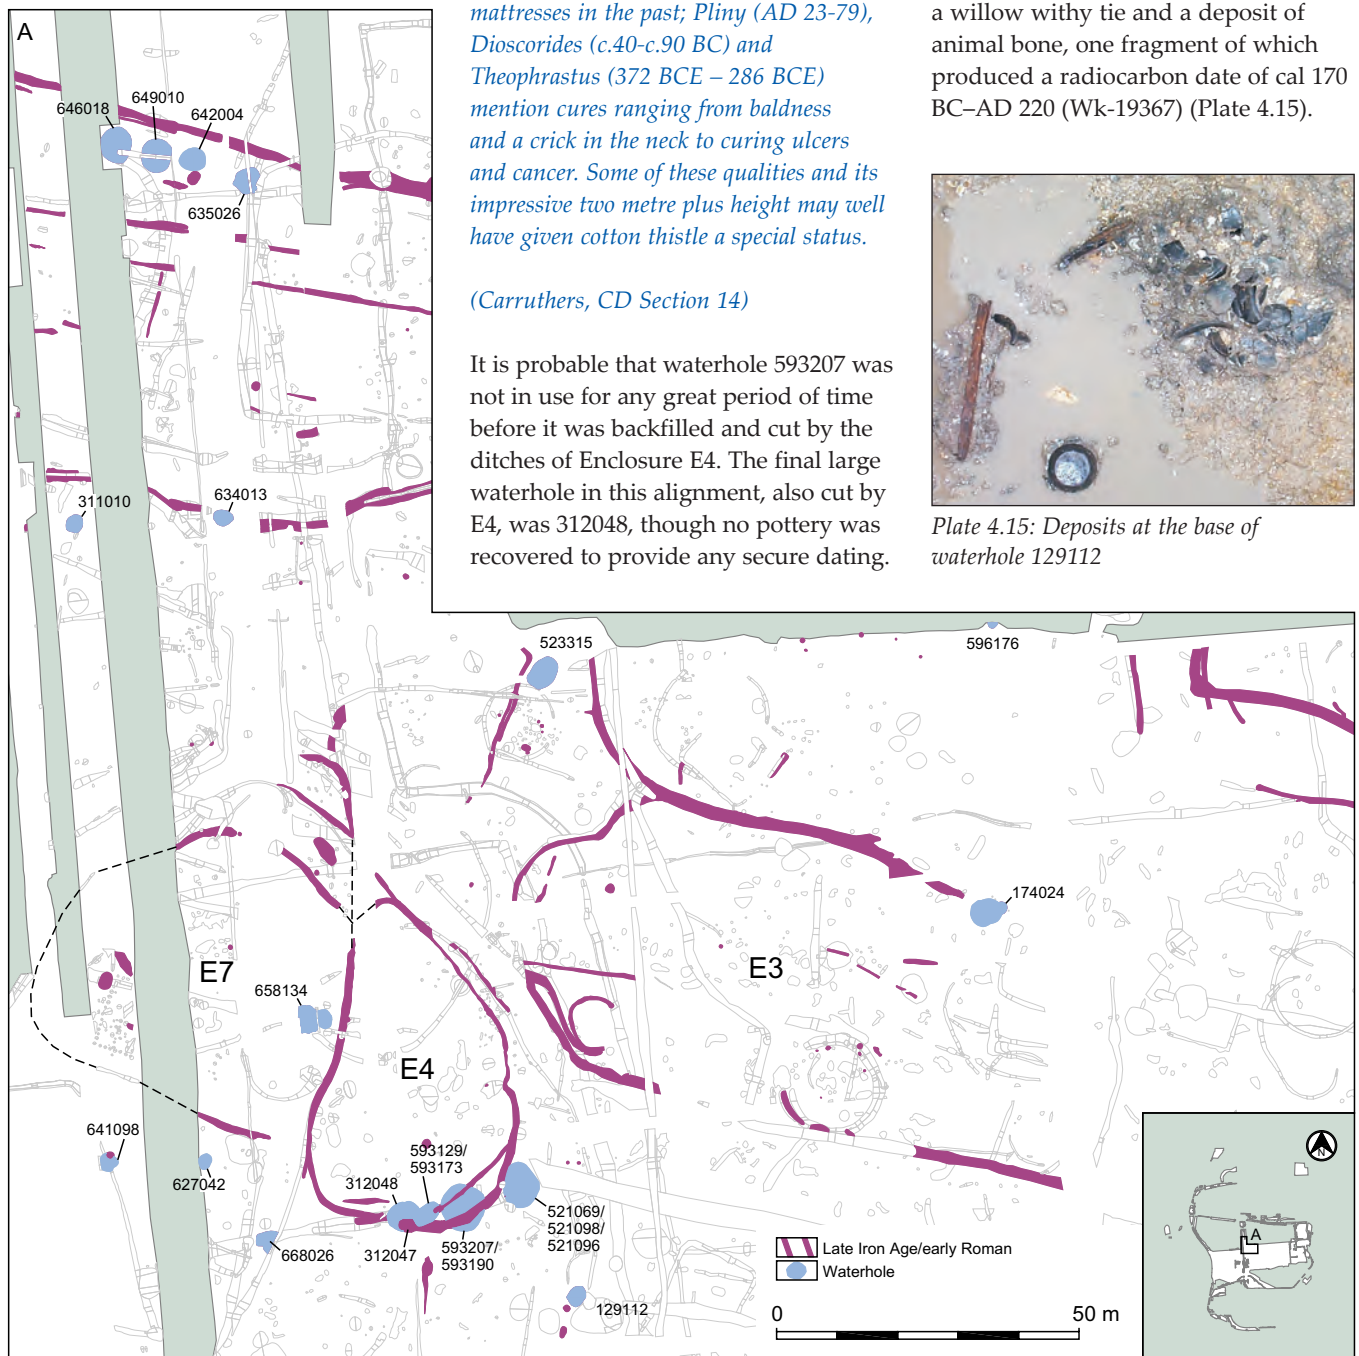 A
mattresses in the past; Pliny (AD 23-79),
Dioscorides (c.40-c.90 BC) and
Theophrastus (372 BCE – 286 BCE)
mention cures ranging from baldness
and a crick in the neck to curing ulcers
and cancer. Some of these qualities and its
impressive two metre plus height may well
have given cotton thistle a special status.
(Carruthers, CD Section 14)
It is probable that waterhole 593207 was
not in use for any great period of time
before it was backfilled and cut by the
ditches of Enclosure E4. The final large
waterhole in this alignment, also cut by
E4, was 312048, though no pottery was
recovered to provide any secure dating.
a willow withy tie and a deposit of
animal bone, one fragment of which
produced a radiocarbon date of cal 170
BC–AD 220 (Wk-19367) (Plate 4.15).
Plate 4.15: Deposits at the base of
waterhole 129112
646018
649010
642004
635026
311010
634013
523315
596176
174024
E7
E3
658134
E4
641098
627042
668026
593129/
593173
312048
312047
593207/
593190
521069/
521098/
521096
129112
Late Iron Age/early Roman
Waterhole
0
50 m
N
A